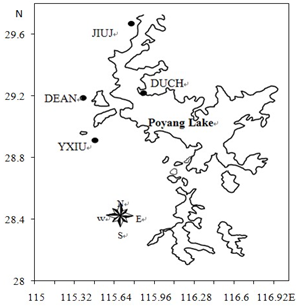 N
29.6
JIUJ
29.2
DEAN
DUCH
Poyang Lake
28.8
YXIU
28.4
N
W E
S
28
115 115.32 115.64 115.96 116.28 116.6 116.92E